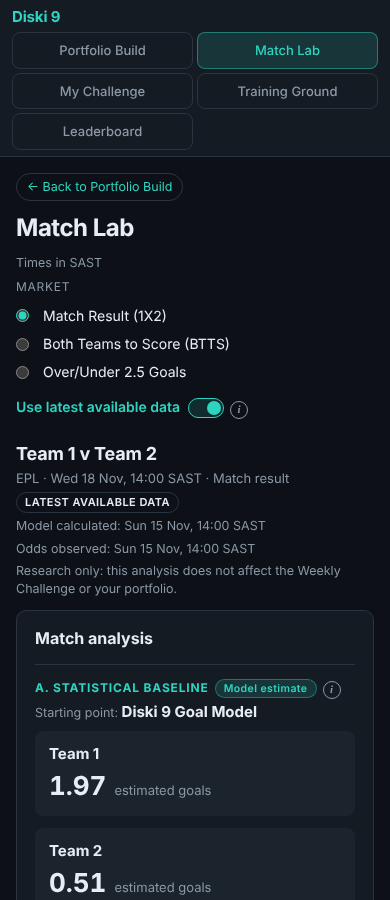 Diski 9
Portfolio Build
Match Lab
My Challenge
Training Ground
Leaderboard
← Back to Portfolio Build
Match Lab
Times in SAST
MARKET
Match Result (1X2)
Both Teams to Score (BTTS)
Over/Under 2.5 Goals
Use latest available data i
Team 1 v Team 2
EPL · Wed 18 Nov, 14:00 SAST · Match result
LATEST AVAILABLE DATA
Model calculated: Sun 15 Nov, 14:00 SAST
Odds observed: Sun 15 Nov, 14:00 SAST
Research only: this analysis does not affect the Weekly
Challenge or your portfolio.
Match analysis
A. STATISTICAL BASELINE Model estimate i
Starting point: Diski 9 Goal Model
Team 1
1.97 estimated goals
Team 2
0.51 estimated goals